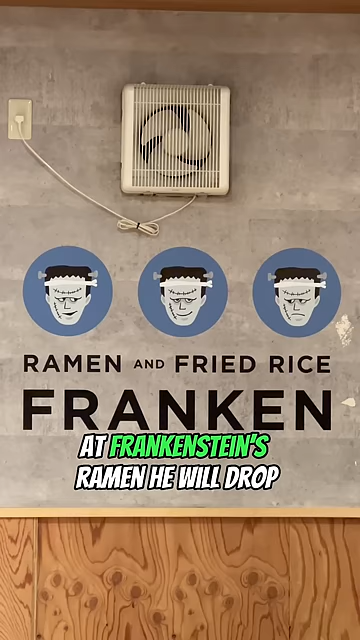 RAMEN AND FRIED RICE
FRANKEN
AT FRANKENSTEIN'S
RAMEN HE WILL DROP